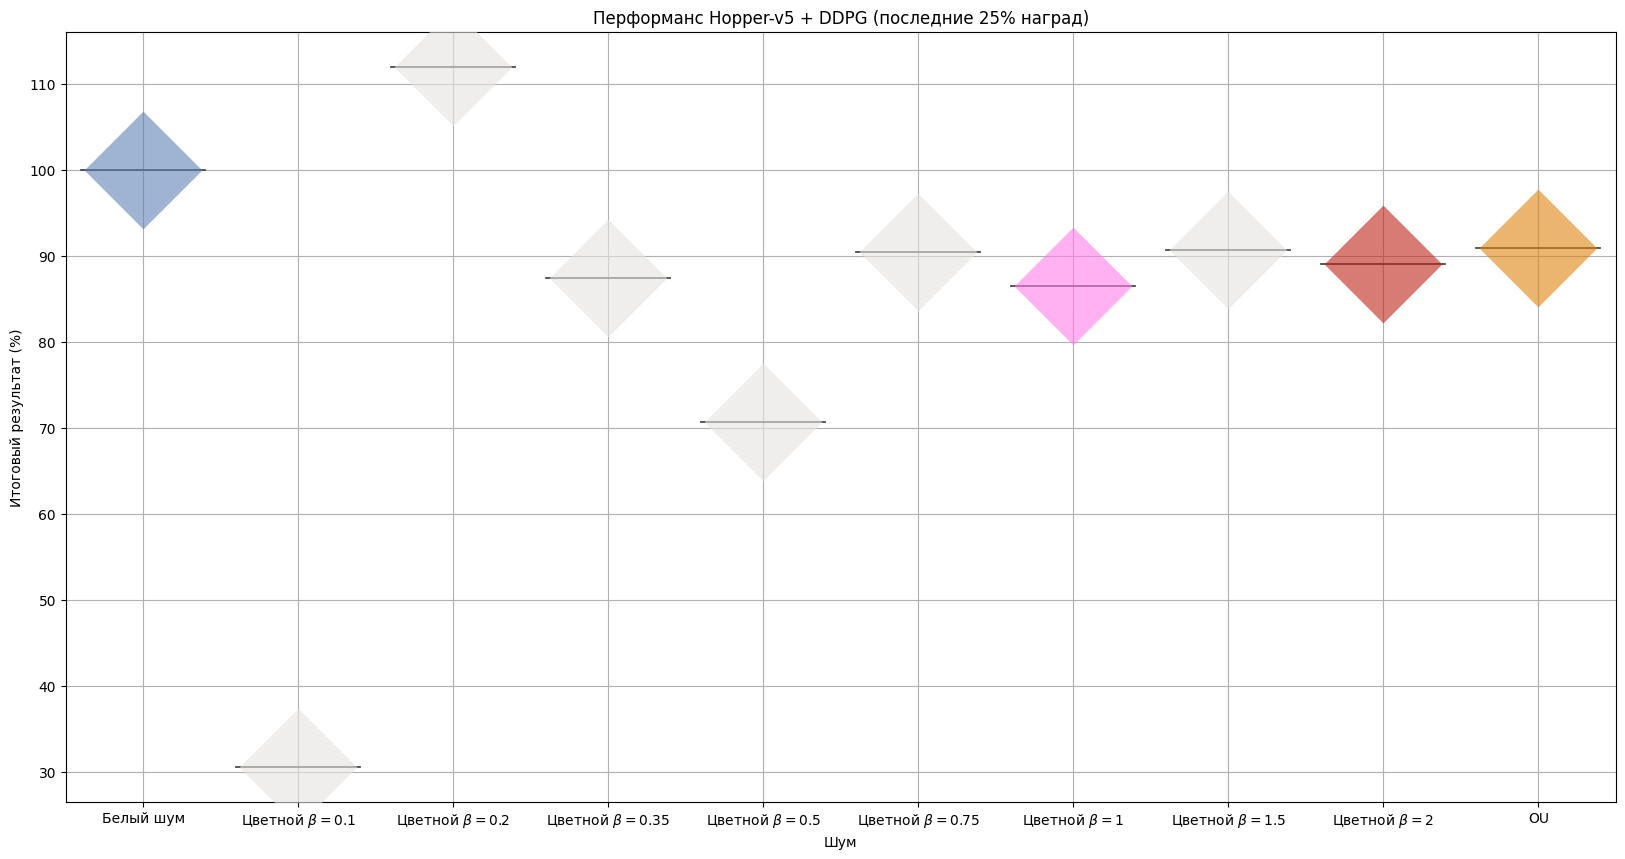 Перформанс Hopper-v5 + DDPG (последние 25% наград)
Итоговый результат (%)
110
100
90
80
70
60
50
40
30
Белый шум
Цветной β = 0.1
Цветной β = 0.2
Цветной β = 0.35
Цветной β = 0.5
Цветной β = 0.75
Цветной β = 1
Цветной β = 1.5
Цветной β = 2
OU
Шум